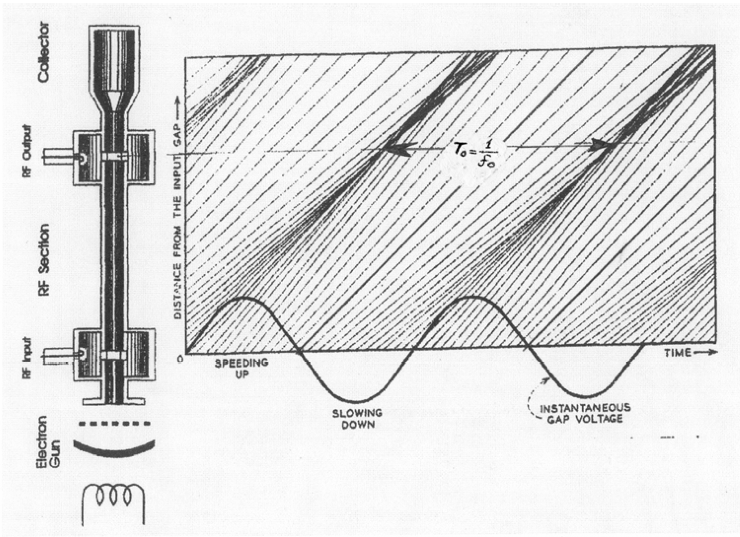 Collector
RF Output
RF Section
RF Input
Electron
Gun
DISTANCE FROM THE INPUT GAP
T₀ = 1/f₀
0
SPEEDING
UP
SLOWING
DOWN
TIME
INSTANTANEOUS
GAP VOLTAGE